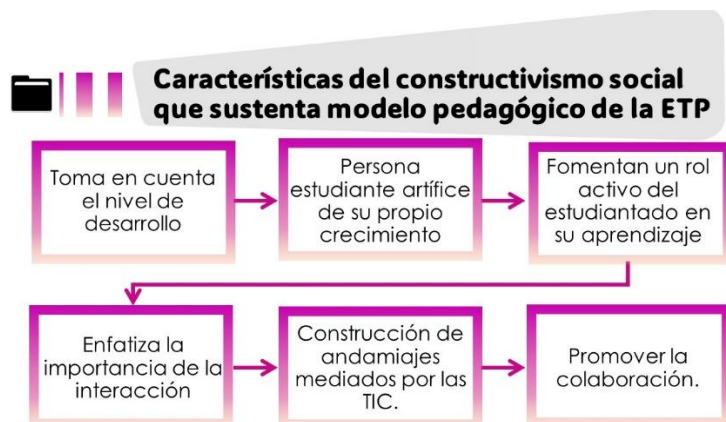 Características del constructivismo social
que sustenta modelo pedagógico de la ETP
Toma en cuenta
el nivel de
desarrollo
Persona
estudiante artífice
de su propio
crecimiento
Fomentan un rol
activo del
estudiantado en
su aprendizaje
Enfatiza la
importancia de la
interacción
Construcción de
andamiajes
mediados por las
TIC.
Promover la
colaboración.